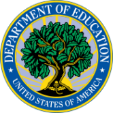 DEPARTMENT OF EDUCATION
UNITED STATES OF AMERICA